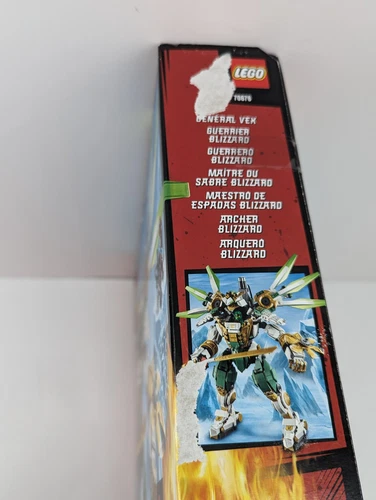 LEGO
70676
GENERAL VEX
GUERRIER
BLIZZARD
GUERRERO
BLIZZARD
MAÎTRE DU
SABRE BLIZZARD
MAESTRO DE
ESPADAS BLIZZARD
ARCHER
BLIZZARD
ARQUERO
BLIZZARD